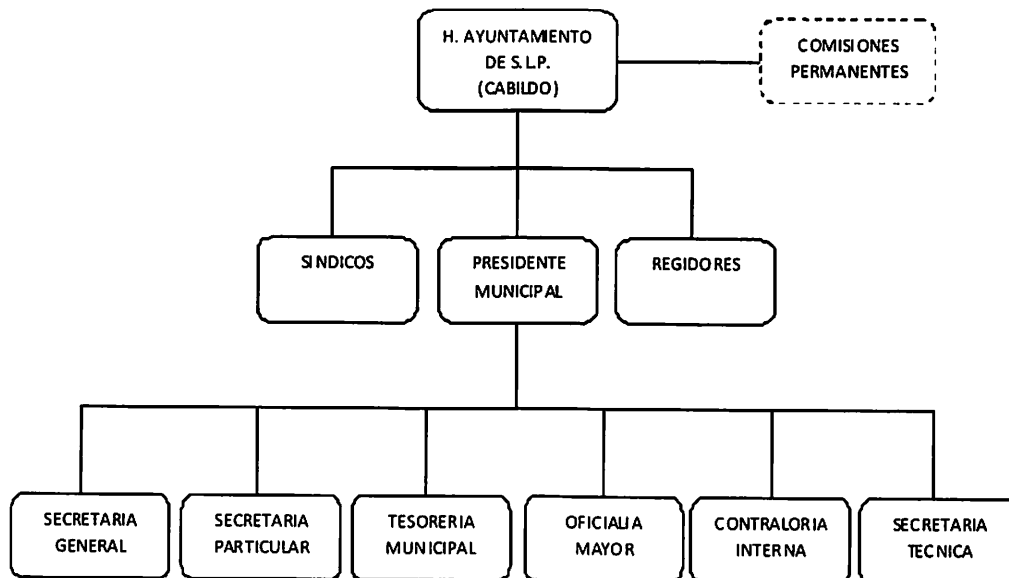 H. AYUNTAMIENTO
DE S. L.P.
(CABILDO)
COMISIONES
PERMANENTES
SINDICOS
PRESIDENTE
MUNICIPAL
REGIDORES
SECRETARIA
GENERAL
SECRETARIA
PARTICULAR
TESORERIA
MUNICIPAL
OFICIALIA
MAYOR
CONTRALORIA
INTERNA
SECRETARIA
TECNICA